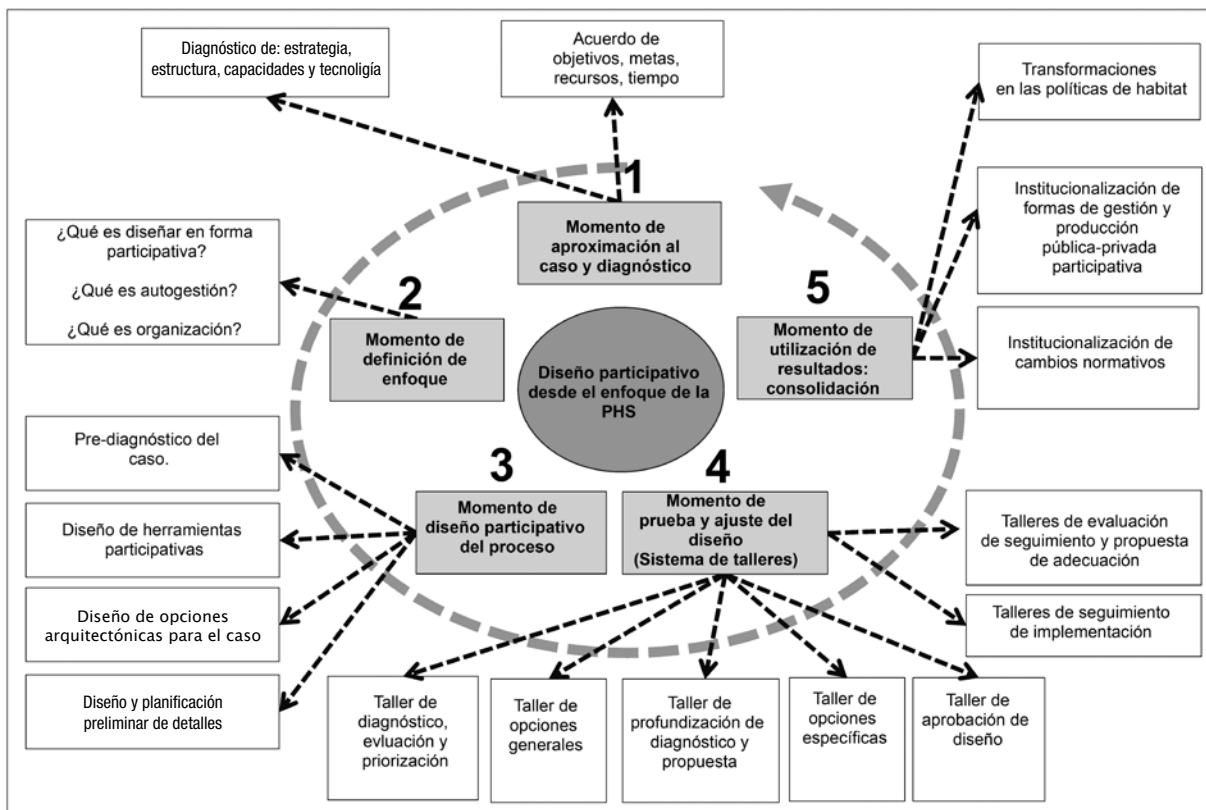 Diagnóstico de: estrategia,
estructura, capacidades y tecnoligía
Acuerdo de
objetivos, metas,
recursos, tiempo
Transformaciones
en las políticas de habitat
1
Momento de
aproximación al
caso y diagnóstico
Institucionalización de
formas de gestión y
producción
pública-privada
participativa
¿Qué es diseñar en forma
participativa?
¿Qué es autogestión?
¿Qué es organización?
2
Momento de
definición de
enfoque
5
Momento de
utilización de
resultados:
consolidación
Institucionalización de
cambios normativos
Diseño participativo
desde el enfoque de la
PHS
Pre-diagnóstico del
caso.
Diseño de herramientas
participativas
Diseño de opciones
arquitectónicas para el caso
Diseño y planificación
preliminar de detalles
3
Momento de
diseño participativo
del proceso
4
Momento de
prueba y ajuste del
diseño
(Sistema de talleres)
Talleres de evaluación
de seguimiento y propuesta
de adecuación
Talleres de seguimiento
de implementación
Taller de
diagnóstico,
evluación y
priorización
Taller de
opciones
generales
Taller de
profundización de
diagnóstico y
propuesta
Taller de
opciones
específicas
Taller de
aprobación de
diseño